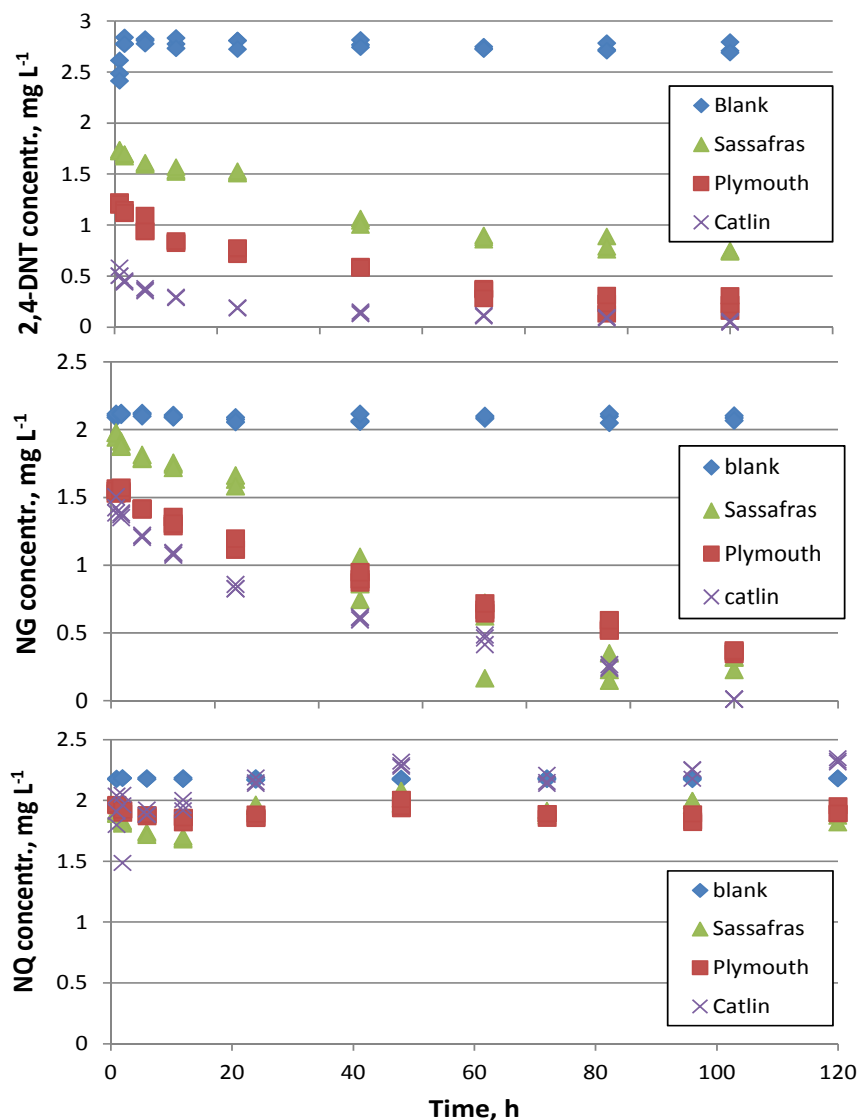 2,4-DNT concentr., mg L-1
3
2.5
2
1.5
1
0.5
0
Blank
Sassafras
Plymouth
Catlin
NG concentr., mg L-1
2.5
2
1.5
1
0.5
0
blank
Sassafras
Plymouth
catlin
NQ concentr., mg L-1
2.5
2
1.5
1
0.5
0
blank
Sassafras
Plymouth
Catlin
0 20 40 60 80 100 120
Time, h